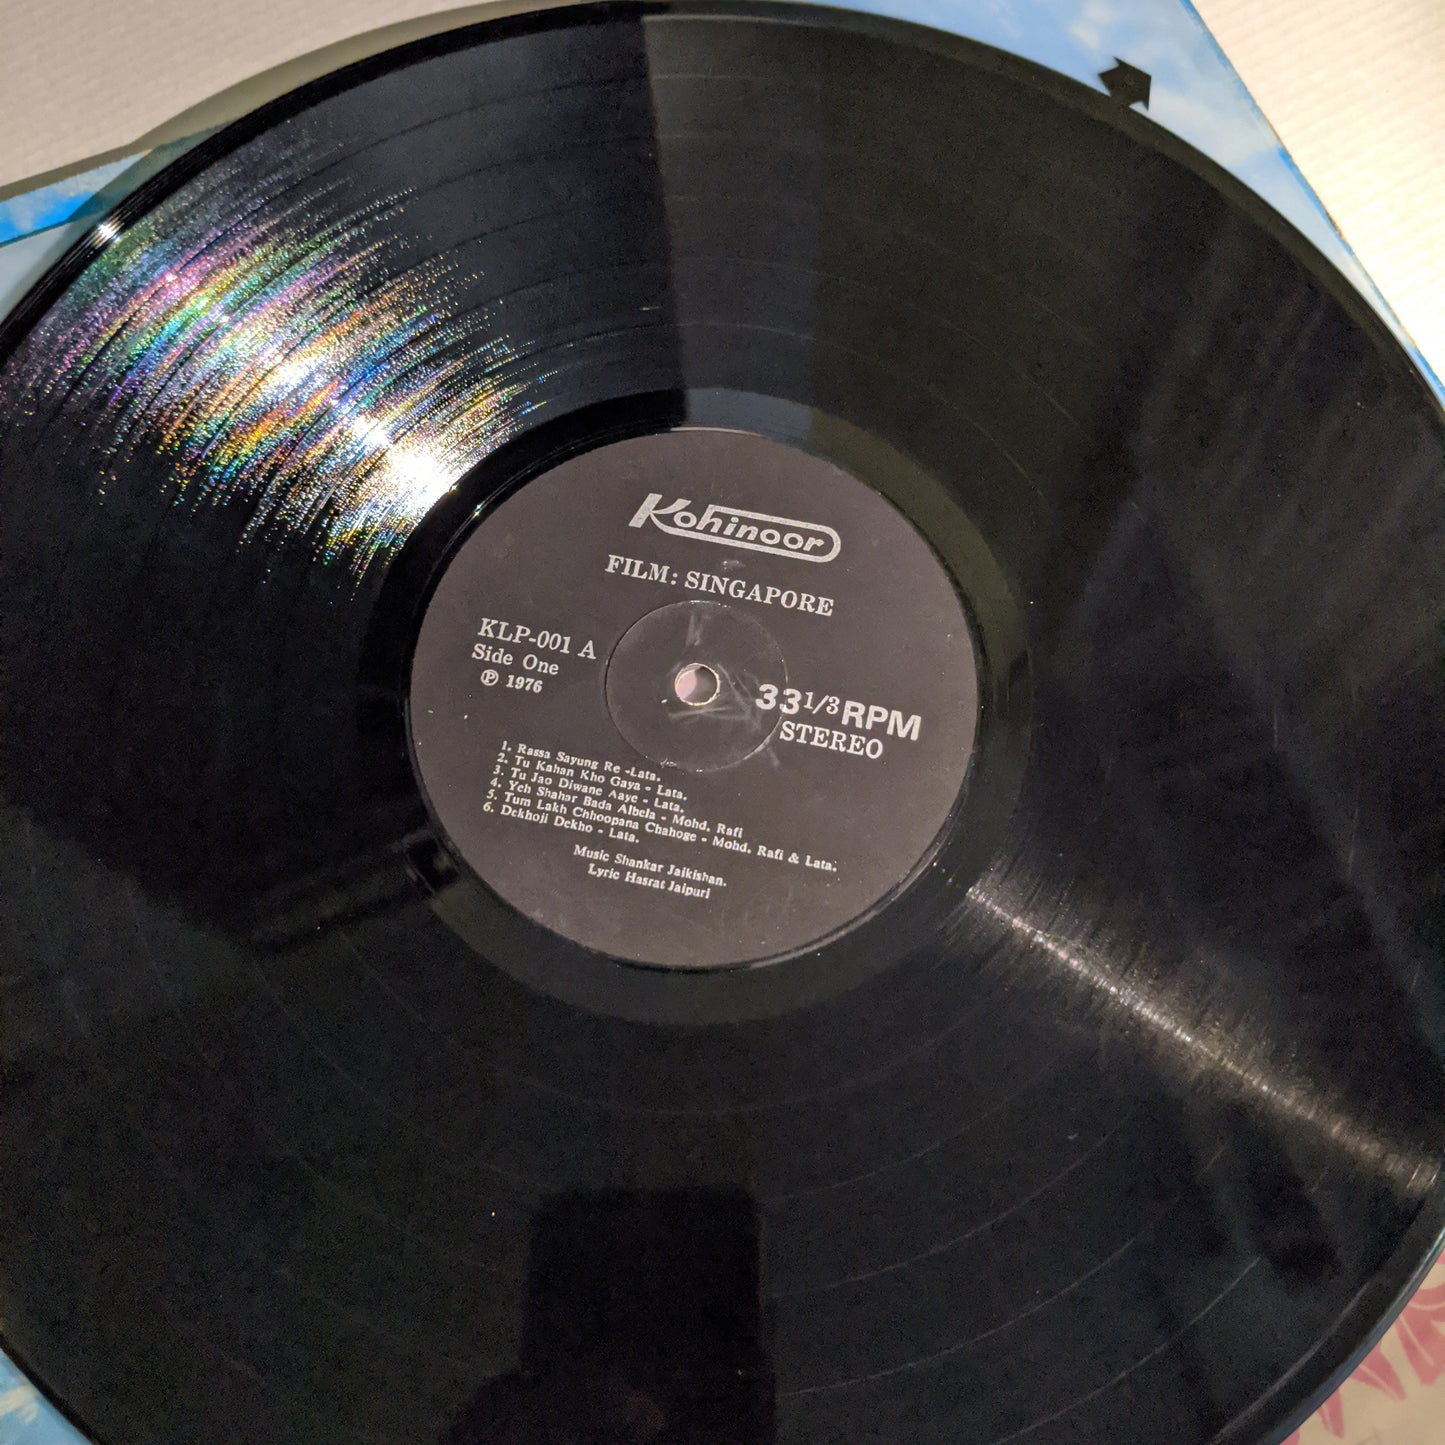 Kohinoor
FILM: SINGAPORE
KLP-001 A
Side One
℗ 1976
33 1/3 RPM
STEREO
1. Rassa Sayung Re -Lata.
2. Tu Kahan Kho Gaya - Lata.
3. Tu Jao Diwane Aaye - Lata.
4. Yeh Shahar Bada Albela - Mohd. Rafi
5. Tum Lakh Chhoopana Chahoge - Mohd. Rafi & Lata.
6. Dekhoji Dekho - Lata.
Music Shankar Jaikishan.
Lyric Hasrat Jaipuri